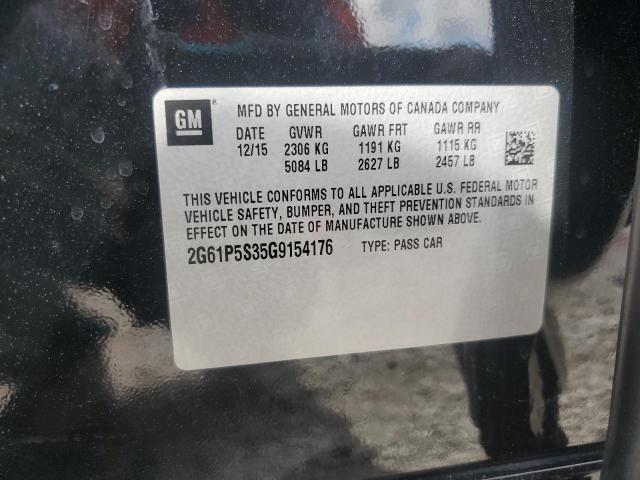 GM
MFD BY GENERAL MOTORS OF CANADA COMPANY
DATE GVWR GAWR FRT GAWR RR
12/15 2306 KG 1191 KG 1115 KG
5084 LB 2627 LB 2457 LB
THIS VEHICLE CONFORMS TO ALL APPLICABLE U.S. FEDERAL MOTOR
VEHICLE SAFETY, BUMPER, AND THEFT PREVENTION STANDARDS IN
EFFECT ON THE DATE OF MANUFACTURE SHOWN ABOVE.
2G61P5S35G9154176 TYPE: PASS CAR